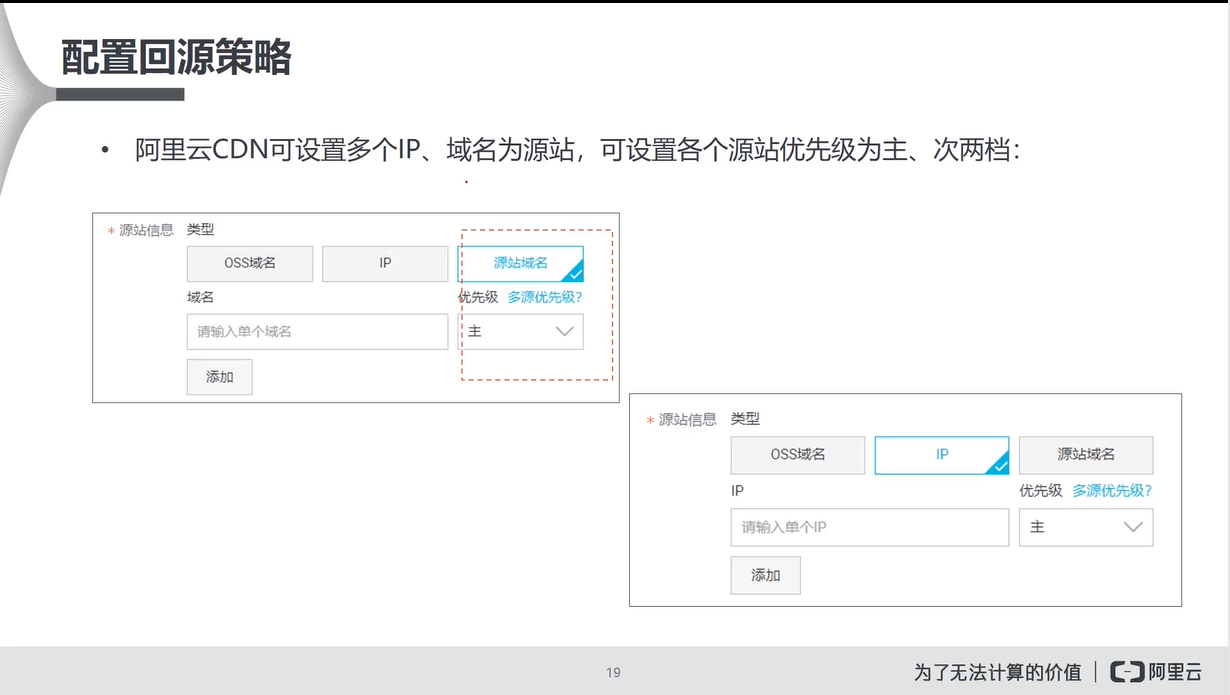 配置回源策略
• 阿里云CDN可设置多个IP、域名为源站，可设置各个源站优先级为主、次两档：
* 源站信息 类型
OSS域名 IP 源站域名
域名 优先级 多源优先级?
请输入单个域名 主
添加
* 源站信息 类型
OSS域名 IP 源站域名
IP 优先级 多源优先级?
请输入单个IP 主
添加
19
为了无法计算的价值 | 阿里云